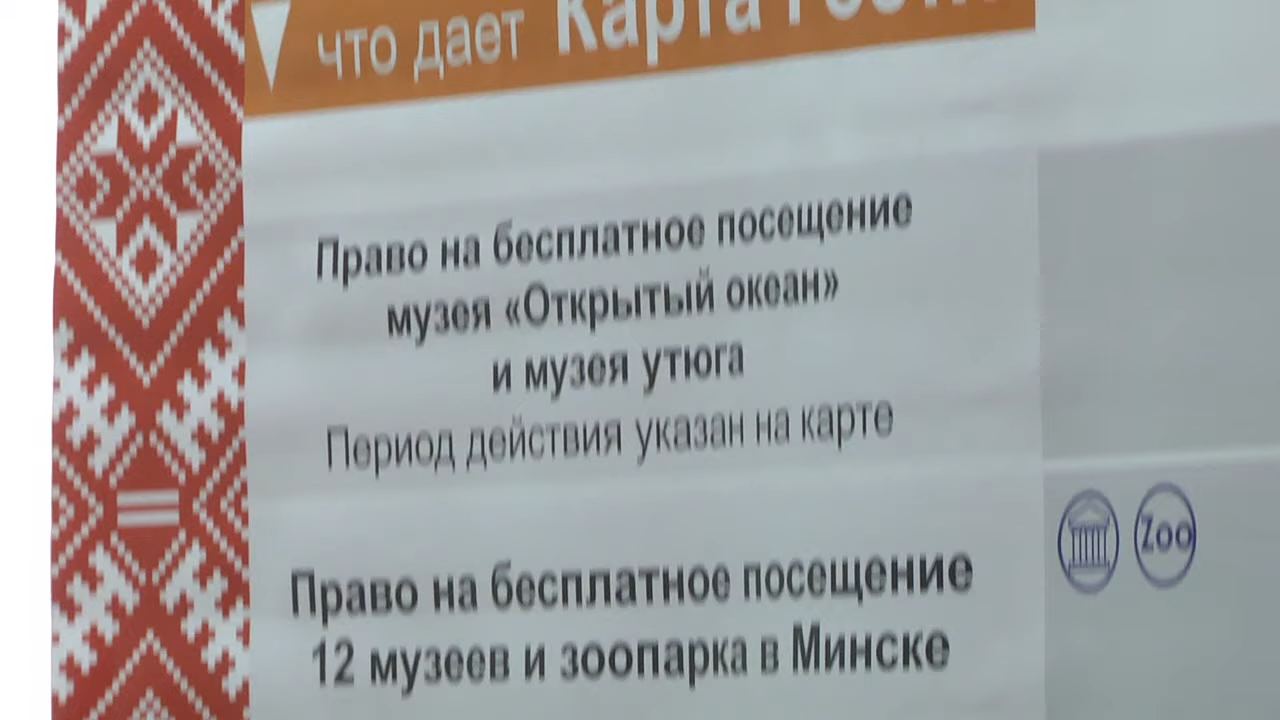 что дает Карта
Право на бесплатное посещение
музея «Открытый океан»
и музея утюга
Период действия указан на карте
Право на бесплатное посещение
12 музеев и зоопарка в Минске
Zoo